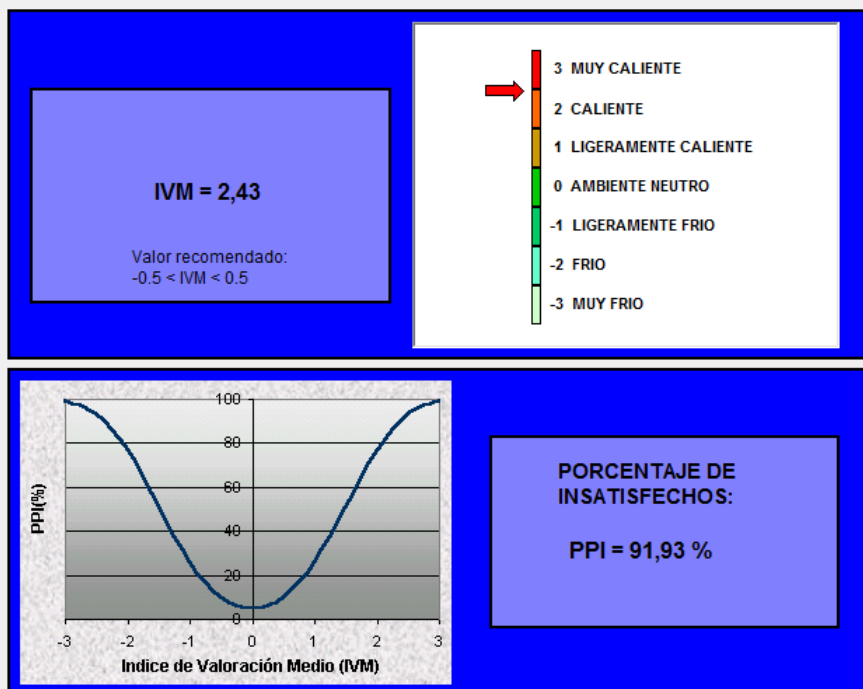 IVM = 2,43
Valor recomendado:
-0.5 < IVM < 0.5
3 MUY CALIENTE
2 CALIENTE
1 LIGERAMENTE CALIENTE
0 AMBIENTE NEUTRO
-1 LIGERAMENTE FRIO
-2 FRIO
-3 MUY FRIO
PPI(%)
100
80
60
40
20
0
-3 -2 -1 0 1 2 3
Indice de Valoración Medio (IVM)
PORCENTAJE DE
INSATISFECHOS:
PPI = 91,93 %